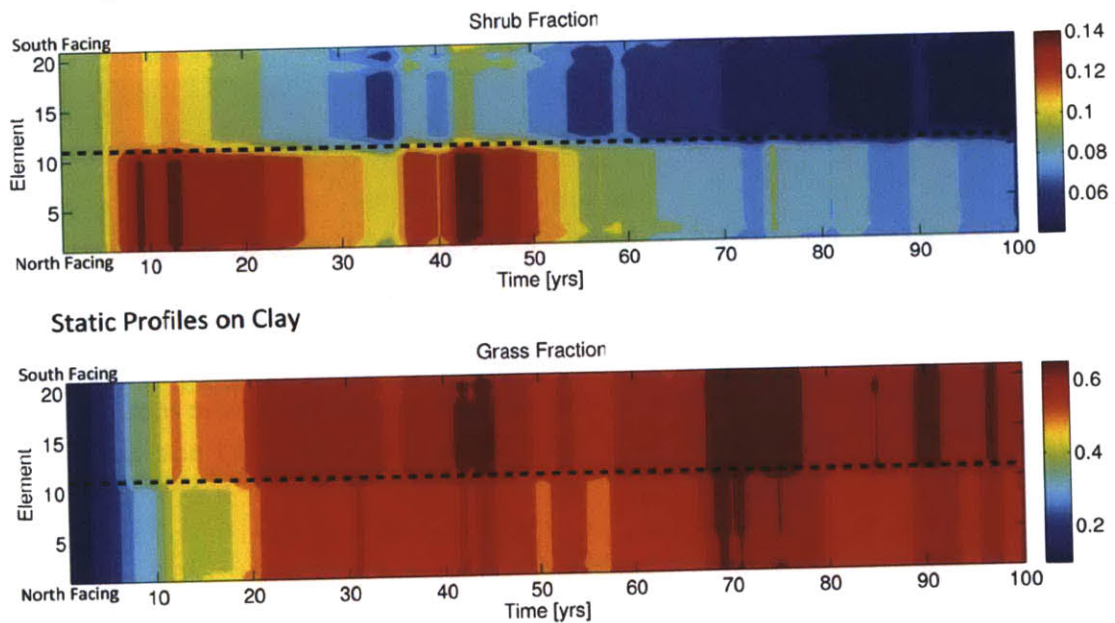 Shrub Fraction
South Facing
20
15
10
5
Element
North Facing
10 20 30 40 50 60 70 80 90 100
Time [yrs]
0.14
0.12
0.1
0.08
0.06
Static Profiles on Clay
Grass Fraction
South Facing
20
15
10
5
Element
North Facing
10 20 30 40 50 60 70 80 90 100
Time [yrs]
0.6
0.4
0.2